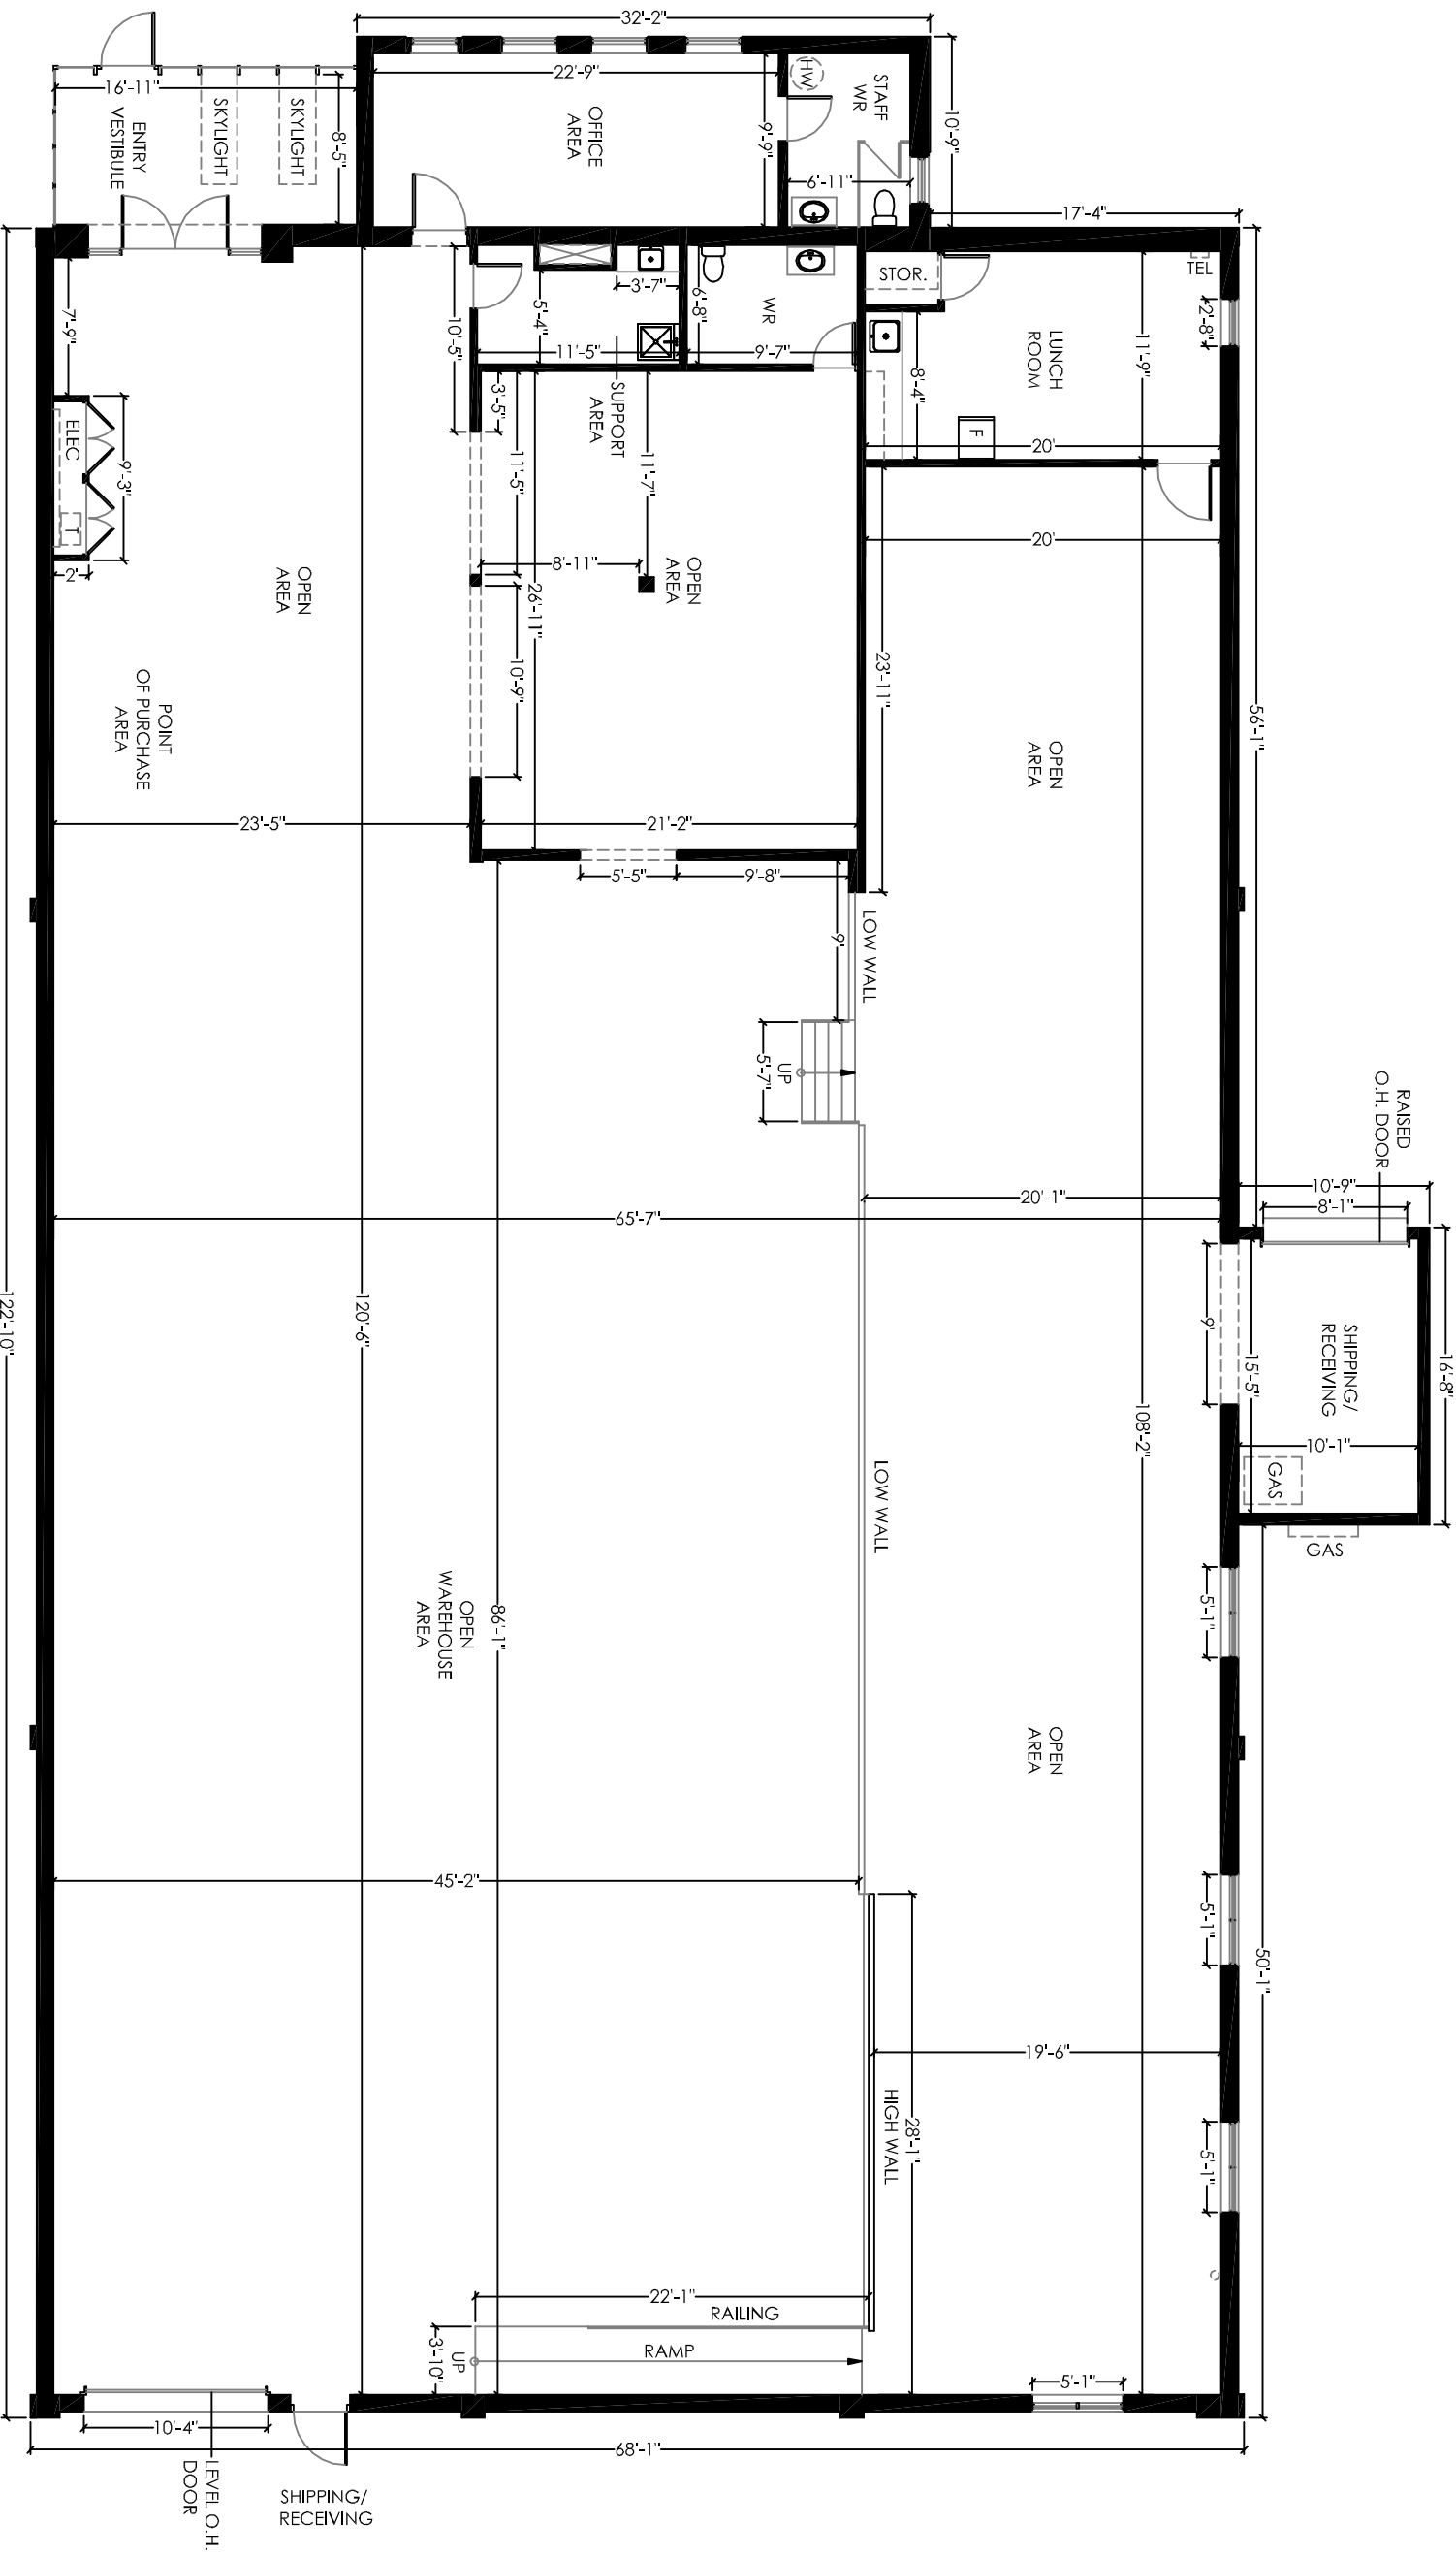 32'-2"
22'-9"
16'-11"
8'-5"
ENTRY
VESTIBULE
SKYLIGHT
SKYLIGHT
OFFICE
AREA
9'-9"
HW
STAFF
WR
6'-11"
10'-9"
17'-4"
STOR.
TEL
2'-8"
LUNCH
ROOM
11'-9"
8'-4"
F
20'
20'
WR
6'-8"
9'-7"
3'-7"
5'-4"
11'-5"
10'-5"
3'-5"
SUPPORT
AREA
11'-7"
11'-5"
8'-11"
OPEN
AREA
26'-11"
10'-9"
7'-9"
ELEC
T
9'-3"
2'
OPEN
AREA
POINT
OF PURCHASE
AREA
23'-5"
21'-2"
5'-5"
9'-8"
23'-11"
OPEN
AREA
56'-1"
LOW WALL
9'
UP
5'-7"
RAISED
O.H. DOOR
10'-9"
8'-1"
20'-1"
65'-7"
9'
15'-5"
SHIPPING/
RECEIVING
16'-8"
10'-1"
GAS
GAS
122'-10"
120'-6"
108'-2"
LOW WALL
OPEN
WAREHOUSE
AREA
86'-1"
5'-1"
OPEN
AREA
45'-2"
5'-1"
50'-1"
19'-6"
HIGH WALL
28'-1"
5'-1"
22'-1"
RAILING
RAMP
UP
3'-10"
5'-1"
10'-4"
68'-1"
LEVEL O.H.
DOOR
SHIPPING/
RECEIVING